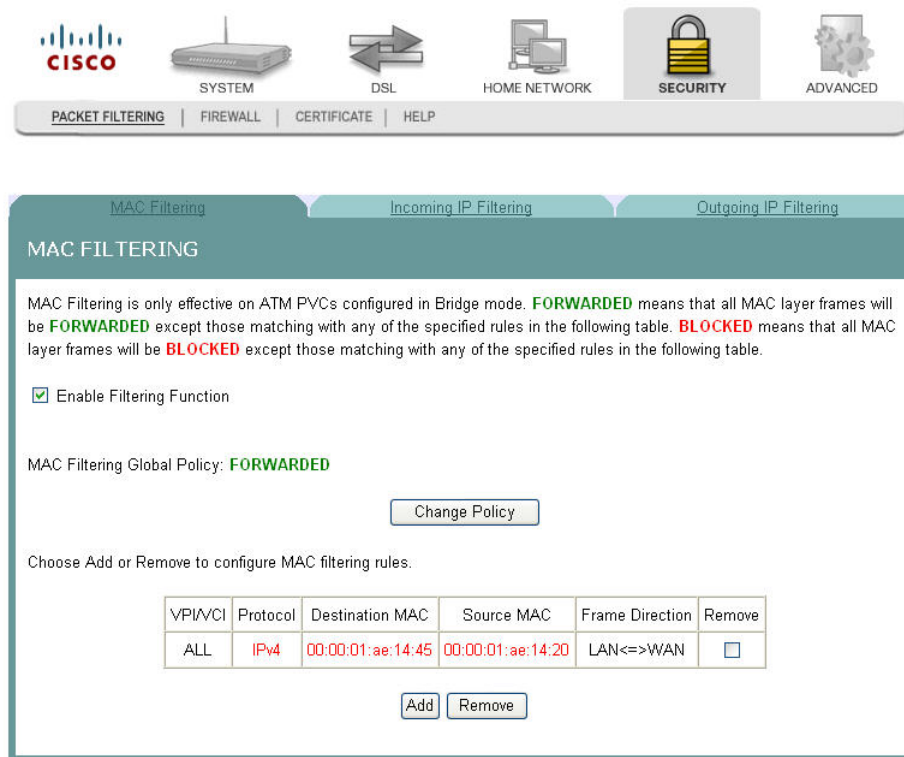 CISCO
SYSTEM
DSL
HOME NETWORK
SECURITY
ADVANCED
PACKET FILTERING | FIREWALL | CERTIFICATE | HELP
MAC Filtering
Incoming IP Filtering
Outgoing IP Filtering
MAC FILTERING
MAC Filtering is only effective on ATM PVCs configured in Bridge mode. FORWARDED means that all MAC layer frames will
be FORWARDED except those matching with any of the specified rules in the following table. BLOCKED means that all MAC
layer frames will be BLOCKED except those matching with any of the specified rules in the following table.
Enable Filtering Function
MAC Filtering Global Policy: FORWARDED
Change Policy
Choose Add or Remove to configure MAC filtering rules.
VPI/VCI Protocol Destination MAC Source MAC Frame Direction Remove
ALL IPv4 00:00:01:ae:14:45 00:00:01:ae:14:20 LAN<=>WAN
Add Remove